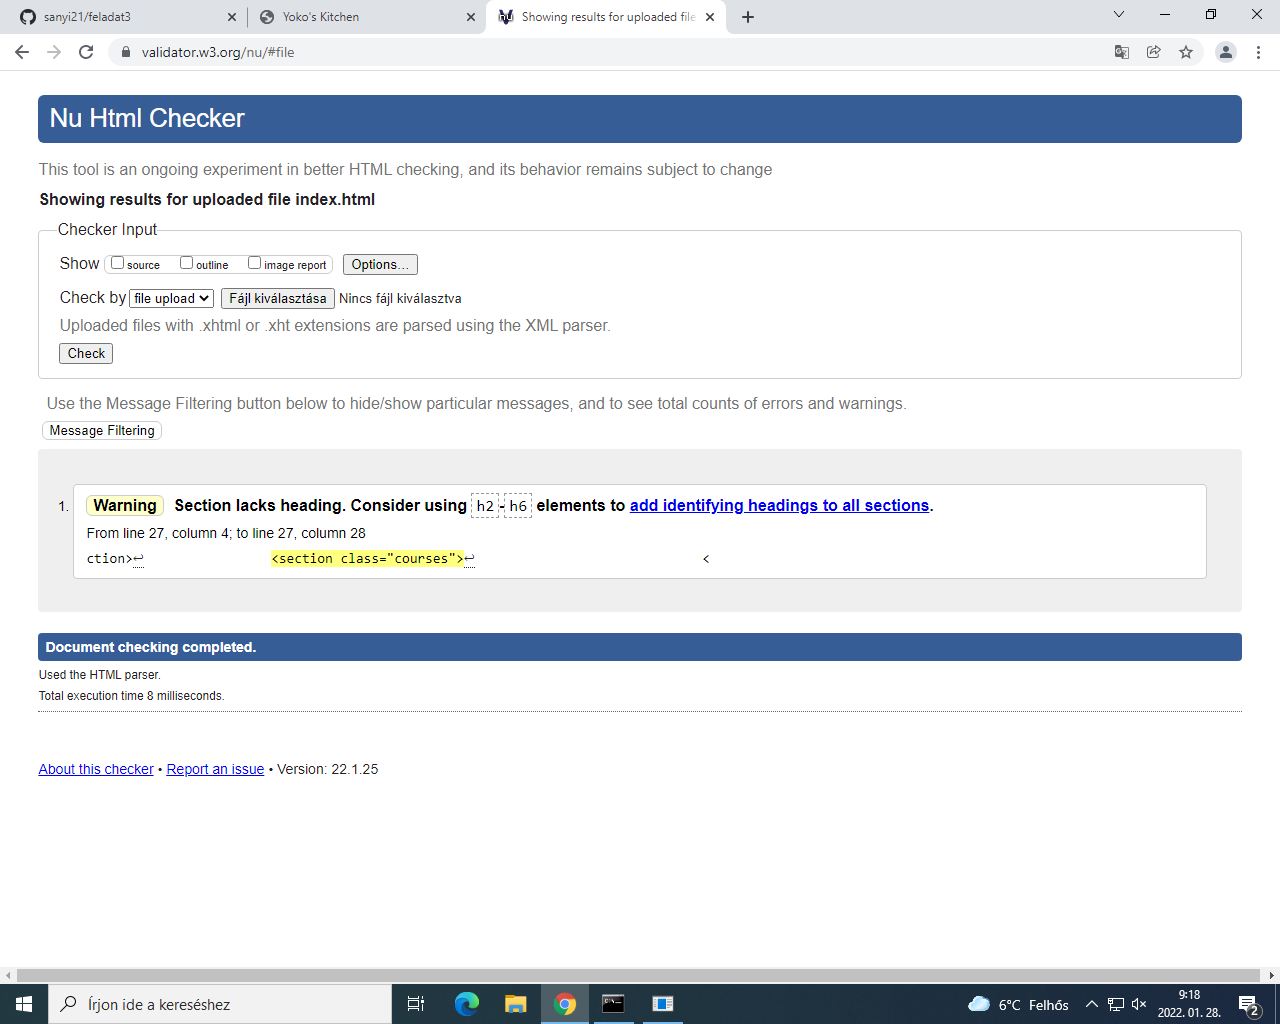 sanyi21/feladat3
Yoko's Kitchen
Showing results for uploaded file
validator.w3.org/nu/#file
Nu Html Checker
This tool is an ongoing experiment in better HTML checking, and its behavior remains subject to change
Showing results for uploaded file index.html
Checker Input
Show source outline image report Options...
Check by file upload Fájl kiválasztása Nincs fájl kiválasztva
Uploaded files with .xhtml or .xht extensions are parsed using the XML parser.
Check
Use the Message Filtering button below to hide/show particular messages, and to see total counts of errors and warnings.
Message Filtering
1. Warning Section lacks heading. Consider using h2-h6 elements to add identifying headings to all sections.
From line 27, column 4; to line 27, column 28
ction>↩ <section class="courses">↩ <
Document checking completed.
Used the HTML parser.
Total execution time 8 milliseconds.
About this checker • Report an issue • Version: 22.1.25
Írjon ide a kereséshez
6°C Felhős
9:18
2022. 01. 28.
2